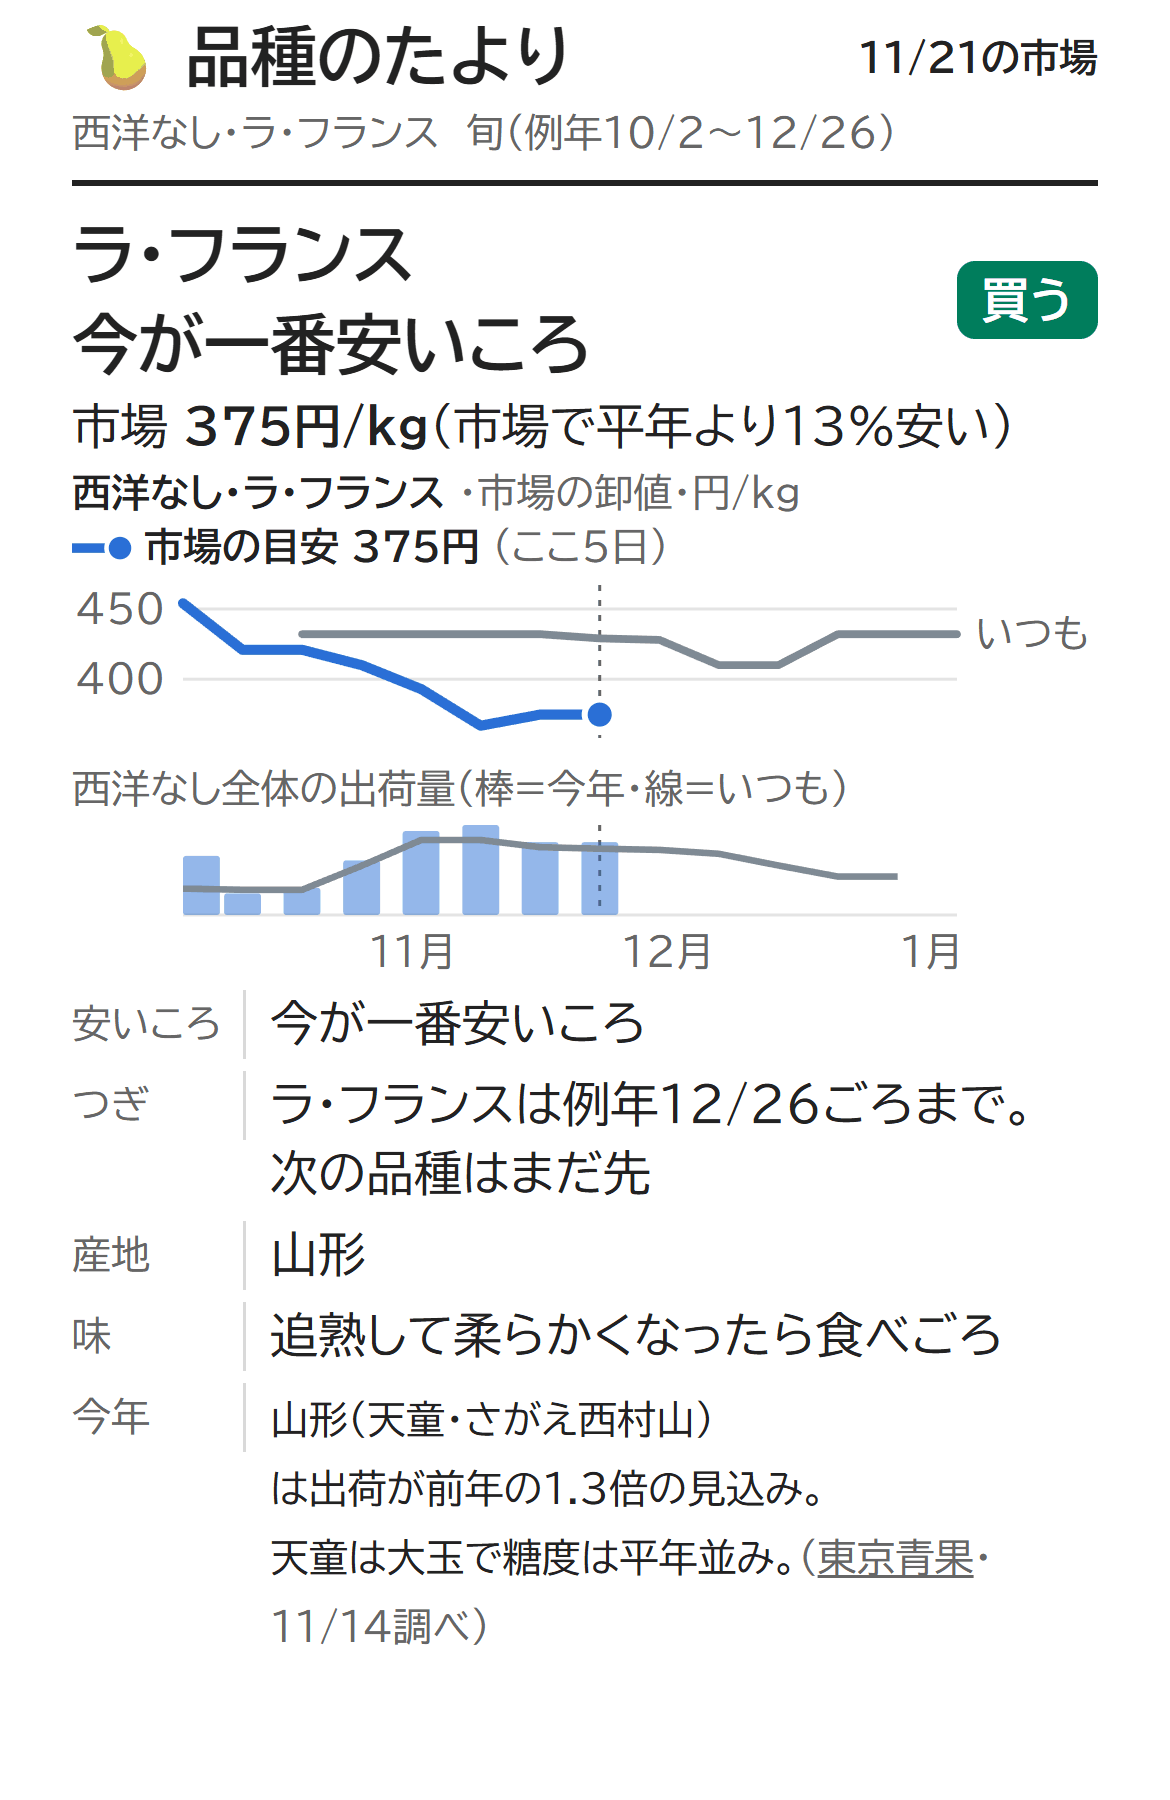 品種のたより
11/21の市場
西洋なし・ラ・フランス 旬(例年10/2〜12/26)
ラ・フランス
今が一番安いころ
買う
市場 375円/kg(市場で平年より13%安い)
西洋なし・ラ・フランス ・市場の卸値・円/kg
市場の目安 375円 (ここ5日)
450
400
いつも
西洋なし全体の出荷量(棒=今年・線=いつも)
11月 12月 1月
安いころ 今が一番安いころ
つぎ ラ・フランスは例年12/26ごろまで。
次の品種はまだ先
産地 山形
味 追熟して柔らかくなったら食べごろ
今年 山形(天童・さがえ西村山)
は出荷が前年の1.3倍の見込み。
天童は大玉で糖度は平年並み。(東京青果・
11/14調べ)